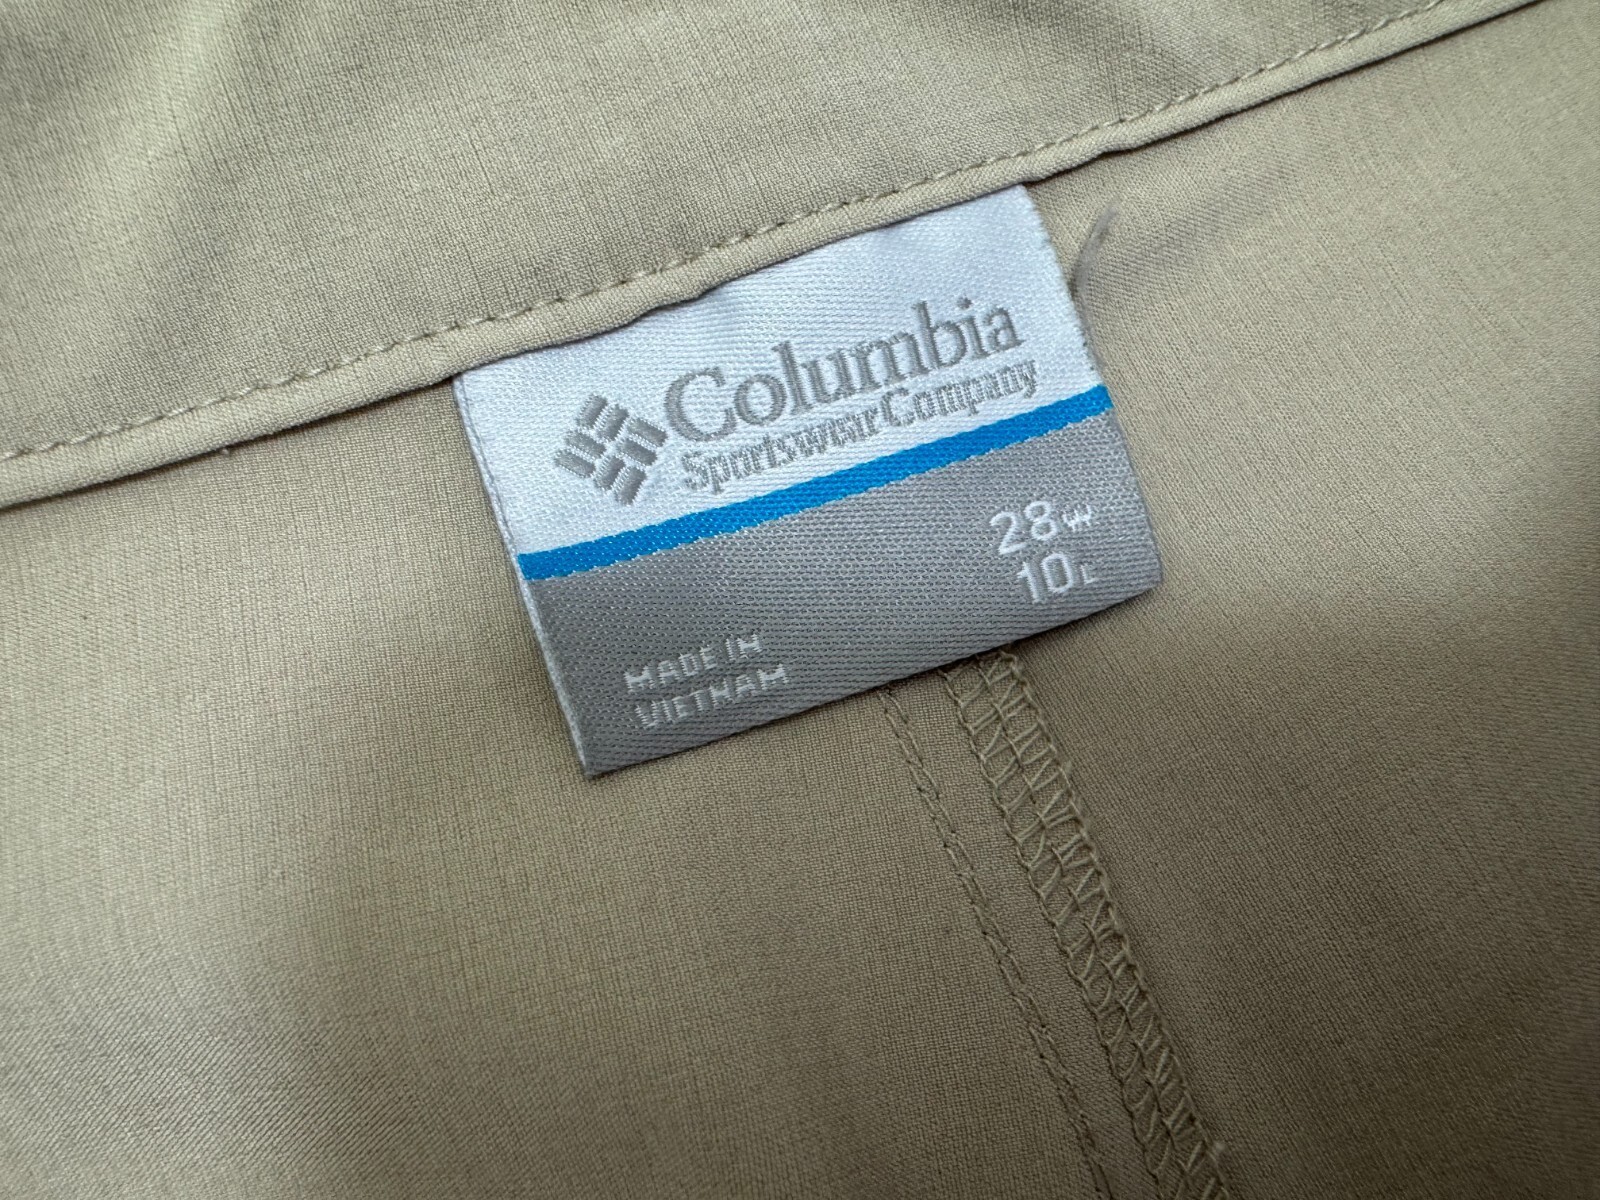 Columbia
Sportswear Company
28W
10L
MADE IN
VIETNAM